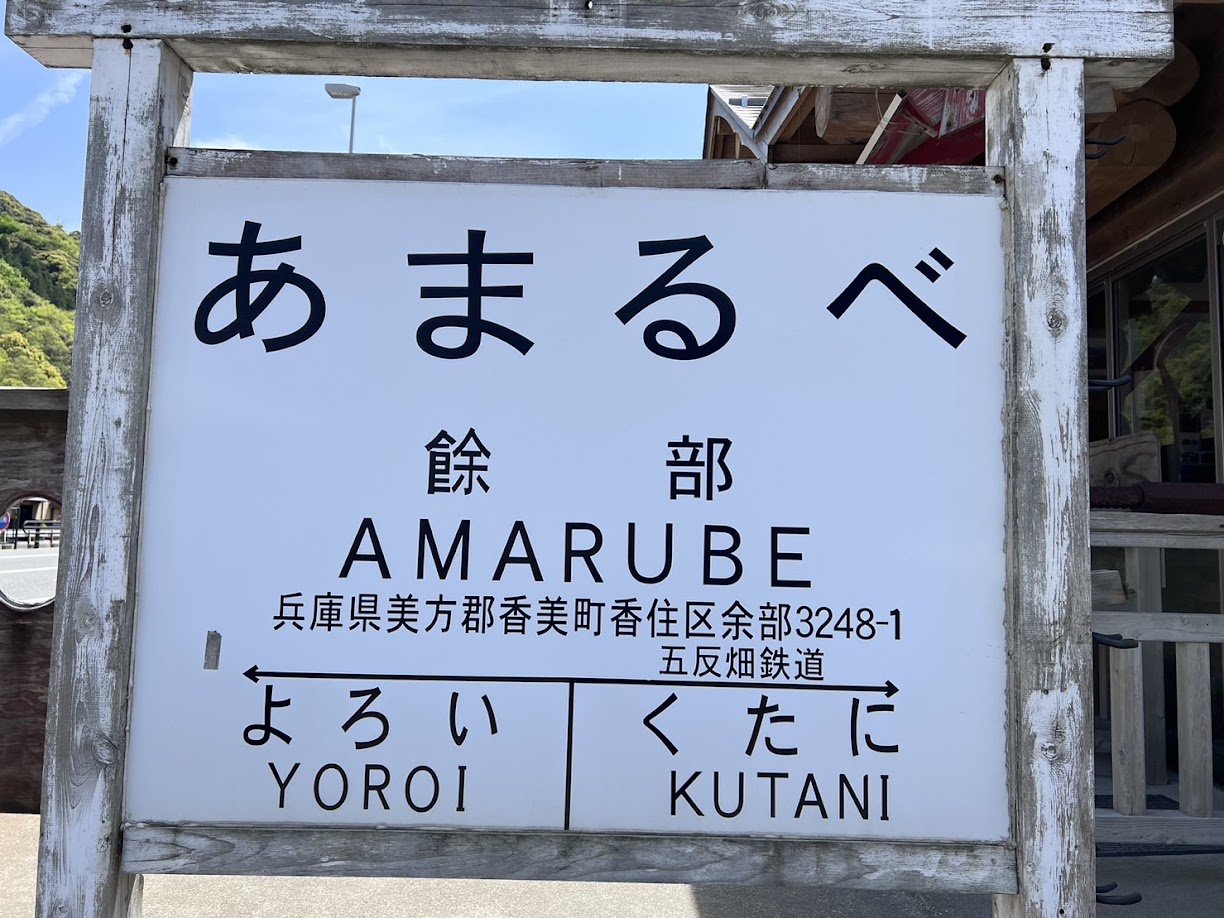 あまるべ
餘部
AMARUBE
兵庫県美方郡香美町香住区余部3248-1
五反畑鉄道
よろい くたに
YOROI KUTANI